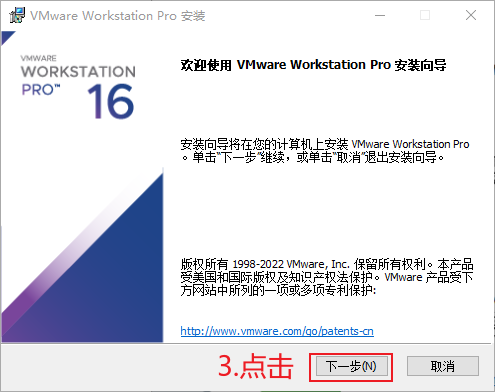 VMware Workstation Pro 安装
VMWARE
WORKSTATION
PRO™ 16
欢迎使用 VMware Workstation Pro 安装向导
安装向导将在您的计算机上安装 VMware Workstation Pro
。单击“下一步”继续，或单击“取消”退出安装向导。
版权所有 1998-2022 VMware, Inc. 保留所有权利。本产品
受美国和国际版权及知识产权法保护。VMware 产品受下
方网站中所列的一项或多项专利保护:
http://www.vmware.com/go/patents-cn
3.点击
下一步(N)
取消